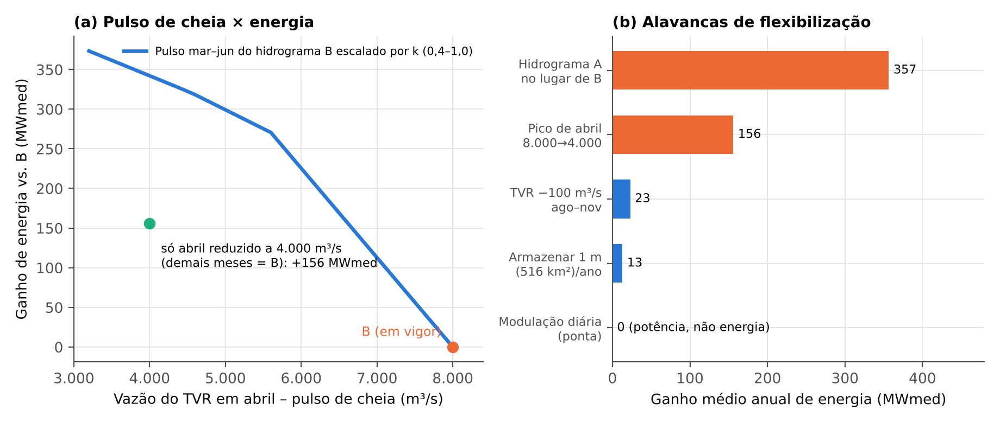 (a) Pulso de cheia × energia
Pulso mar–jun do hidrograma B escalado por k (0,4–1,0)
Ganho de energia vs. B (MWmed)
350
300
250
200
150
100
50
0
só abril reduzido a 4.000 m³/s
(demais meses = B): +156 MWmed
B (em vigor)
3.000
4.000
5.000
6.000
7.000
8.000
Vazão do TVR em abril – pulso de cheia (m³/s)
(b) Alavancas de flexibilização
Hidrograma A
no lugar de B
357
Pico de abril
8.000→4.000
156
TVR −100 m³/s
ago–nov
23
Armazenar 1 m
(516 km²)/ano
13
Modulação diária
(ponta)
0 (potência, não energia)
0
100
200
300
400
Ganho médio anual de energia (MWmed)